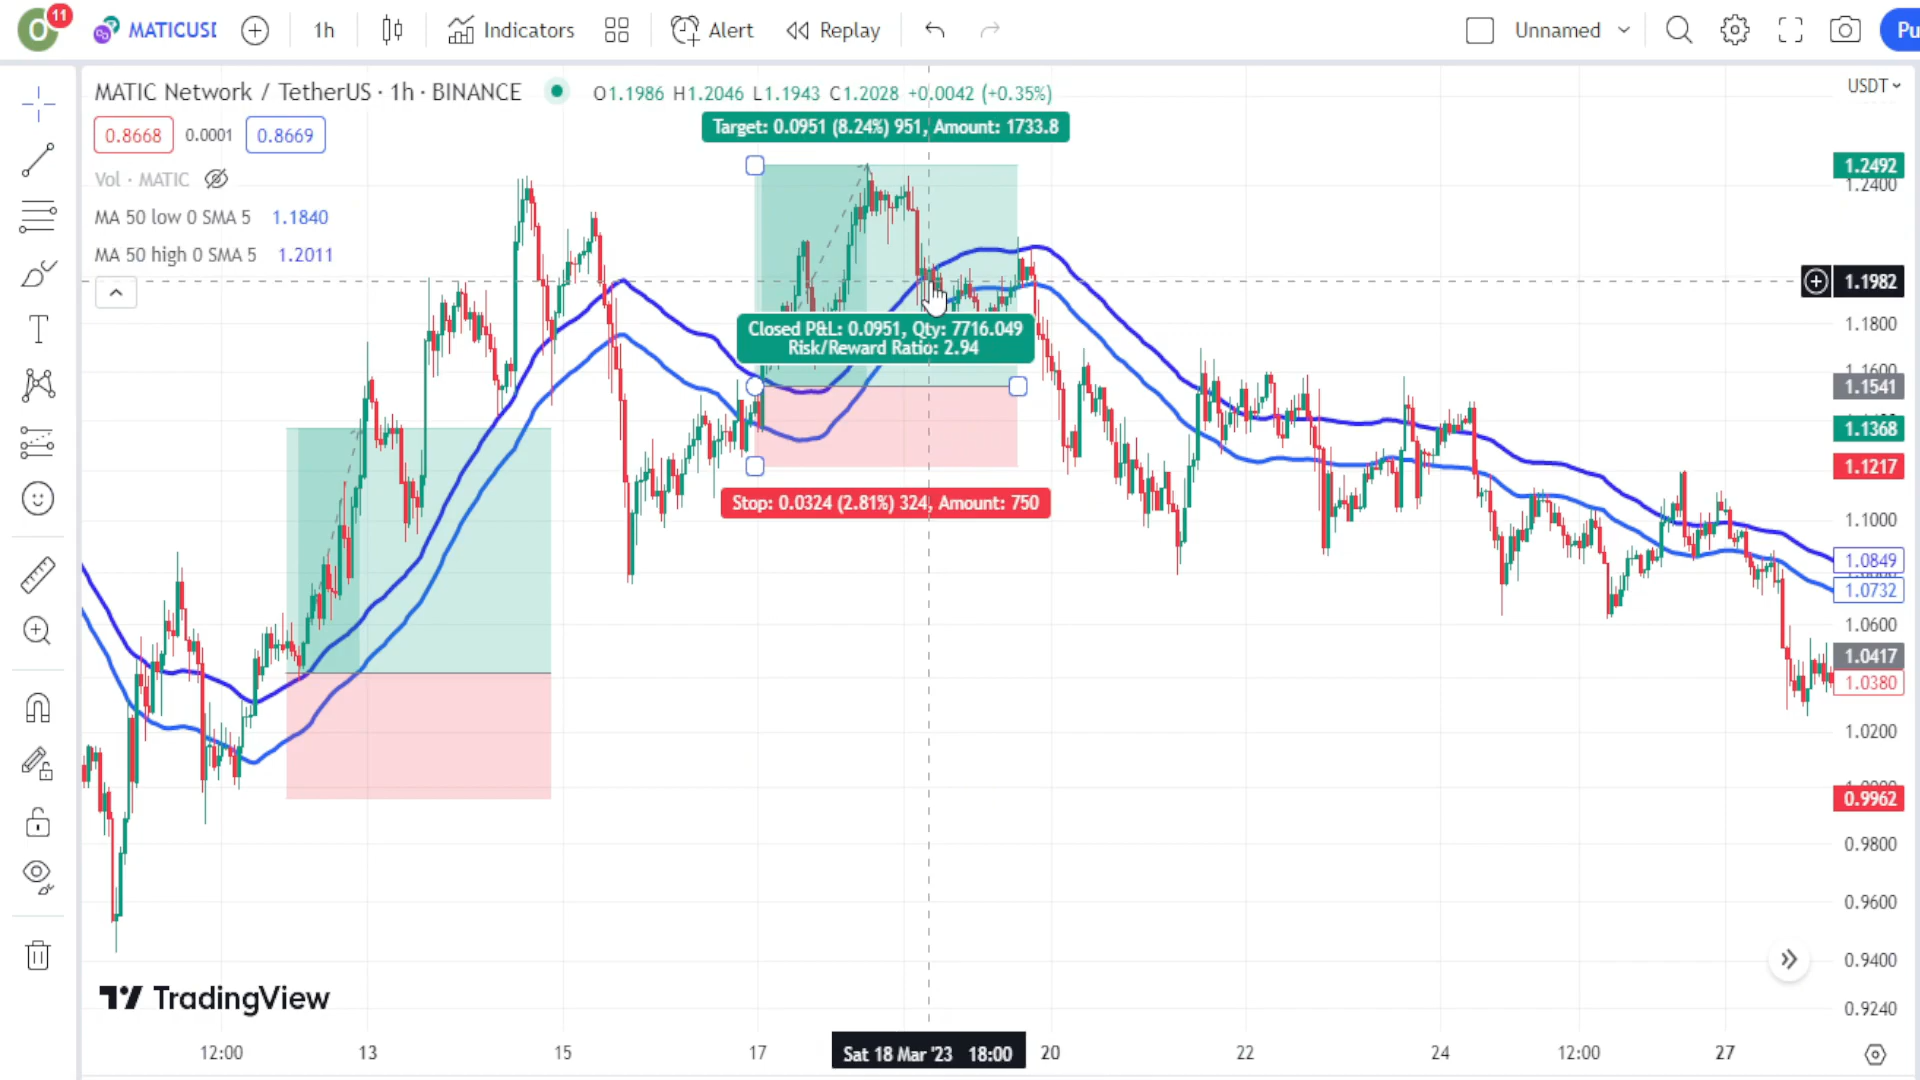 O
11
MATICUSI
1h
Indicators
Alert
Replay
Unnamed
Pu
MATIC Network / TetherUS · 1h · BINANCE
O1.1986 H1.2046 L1.1943 C1.2028 +0.0042 (+0.35%)
USDT
0.8668
0.0001
0.8669
Vol · MATIC
MA 50 low 0 SMA 5 1.1840
MA 50 high 0 SMA 5 1.2011
Target: 0.0951 (8.24%) 951, Amount: 1733.8
Closed P&L: 0.0951, Qty: 7716.049
Risk/Reward Ratio: 2.94
Stop: 0.0324 (2.81%) 324, Amount: 750
1.2492
1.2400
1.1982
1.1800
1.1600
1.1541
1.1368
1.1217
1.1000
1.0849
1.0732
1.0600
1.0417
1.0380
1.0200
0.9962
0.9800
0.9600
0.9400
0.9240
TradingView
12:00
13
15
17
Sat 18 Mar '23 18:00
20
22
24
12:00
27